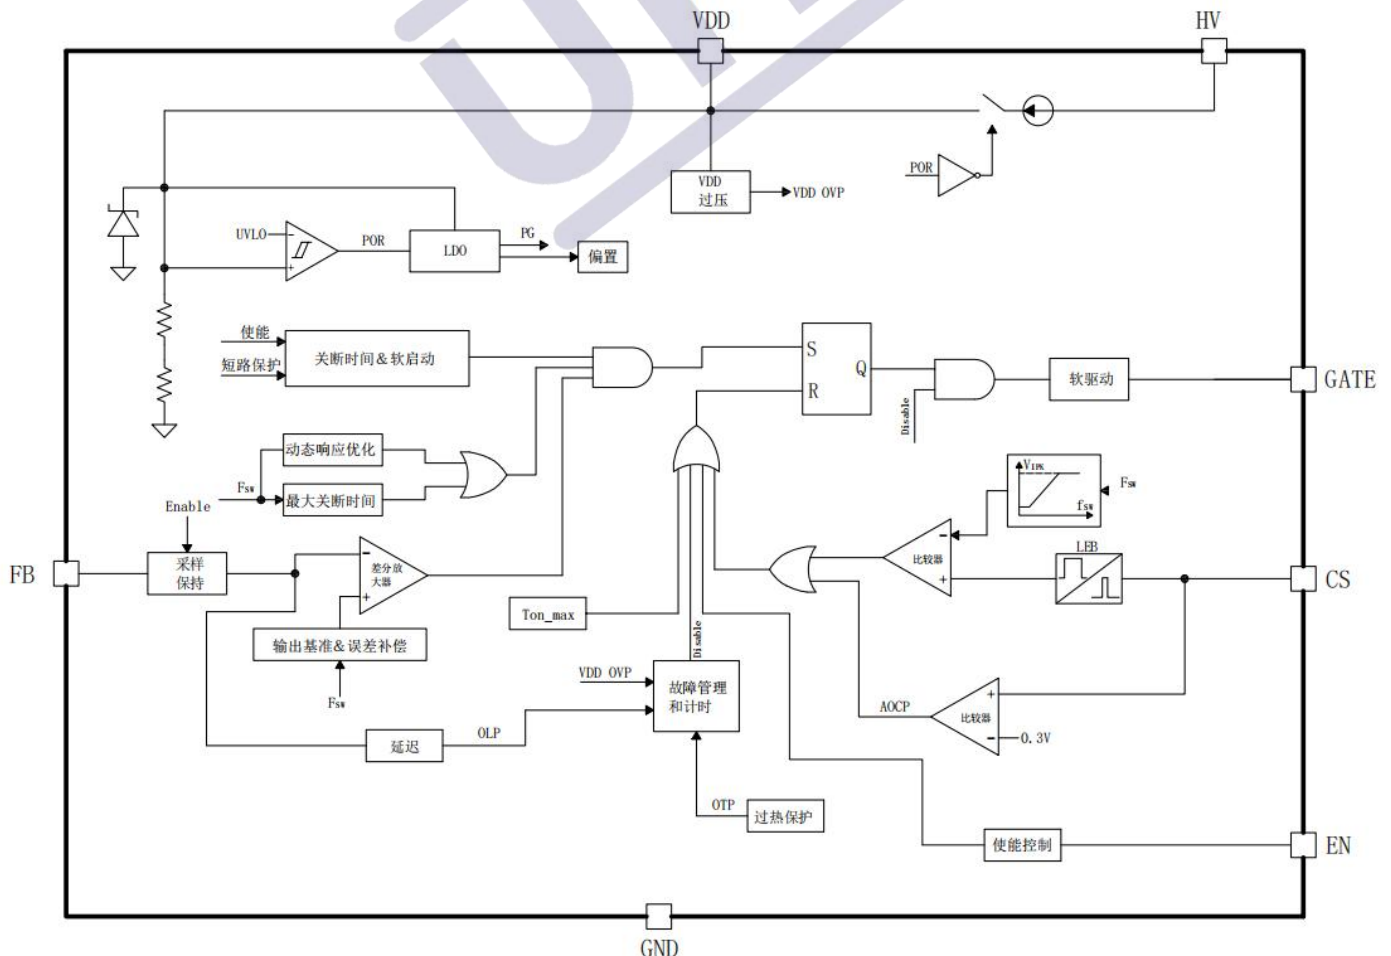 VDD
HV
POR
VDD
过压
VDD OVP
UVLO
-
+
POR
LDO
PG
偏置
使能
短路保护
关断时间&软启动
S
R
Q
Disable
软驱动
GATE
动态响应优化
Fsw
最大关断时间
Enable
FB
采样
保持
-
差分放
大器
+
输出基准&误差补偿
Fsw
Ton_max
Disable
VIPK
fsw
Fsw
-
比较器
+
LEB
CS
VDD OVP
故障管理
和计时
延迟
OLP
AOCP
+
比较器
-
0.3V
OTP
过热保护
使能控制
EN
GND